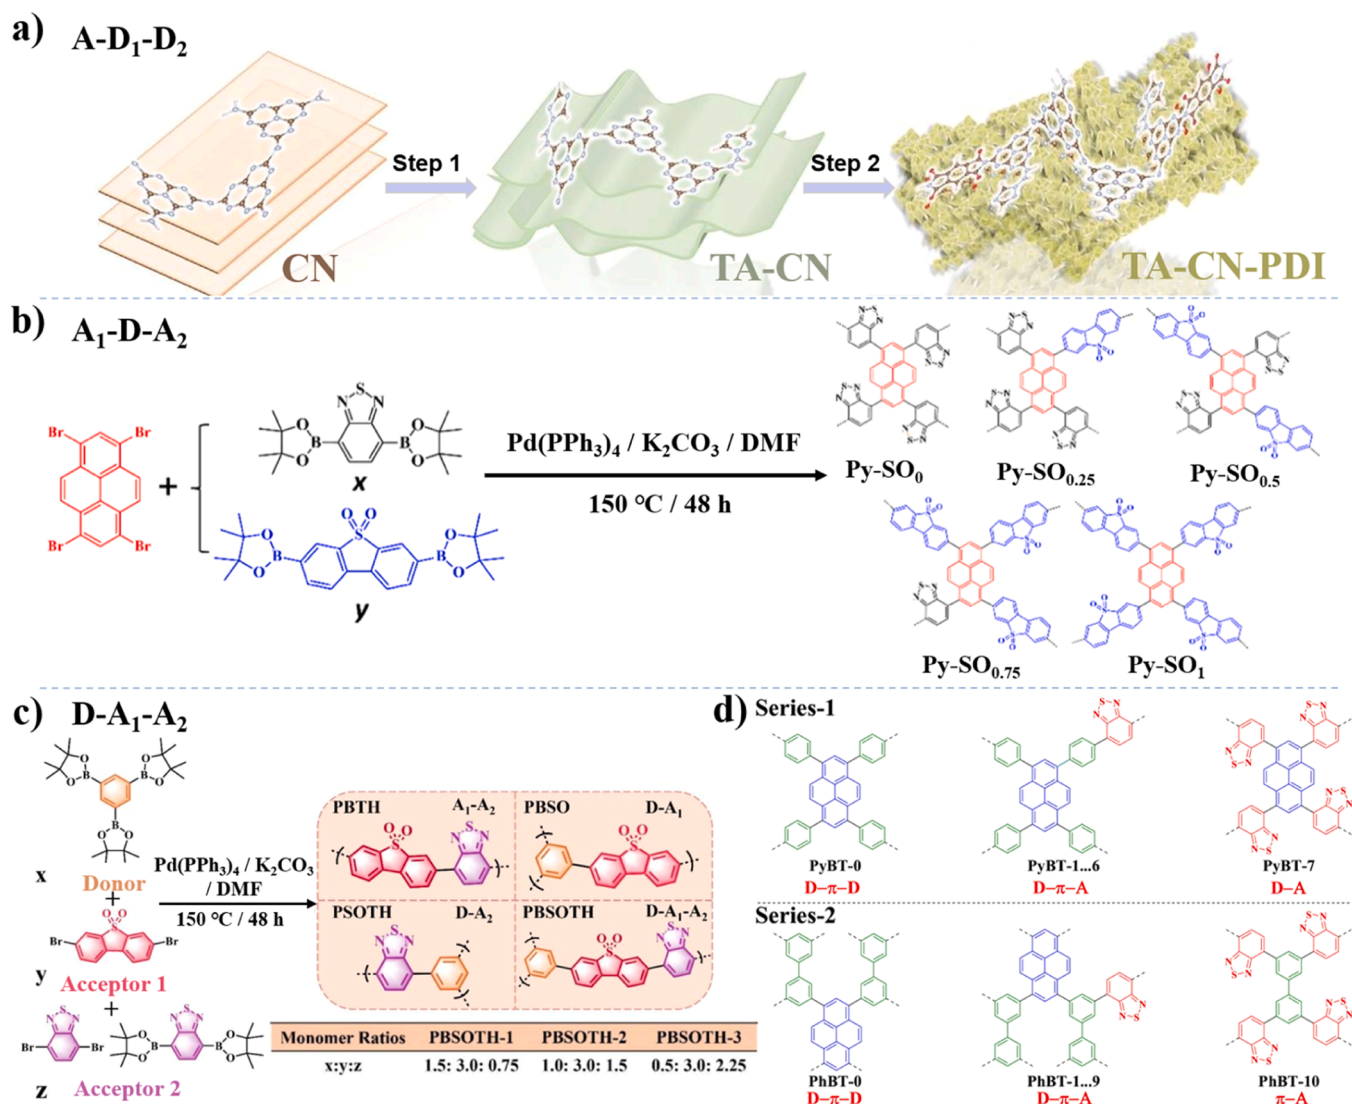 a) A-D₁-D₂
Step 1
Step 2
CN
TA-CN
TA-CN-PDI
b) A₁-D-A₂
Br Br
Br Br
+
N S N
O B O O B O
x
O O
S
O B O O B O
y
Pd(PPh₃)₄ / K₂CO₃ / DMF
150 °C / 48 h
Py-SO₀
Py-SO₀.₂₅
Py-SO₀.₅
Py-SO₀.₇₅
Py-SO₁
c) D-A₁-A₂
x
Donor
+
y
Br Br
Acceptor 1
+
Br Br
z
Acceptor 2
Pd(PPh₃)₄ / K₂CO₃
/ DMF
150 °C / 48 h
PBTH A₁-A₂
PBSO D-A₁
PSOTH D-A₂
PBSOTH D-A₁-A₂
Monomer Ratios PBSOTH-1 PBSOTH-2 PBSOTH-3
x:y:z 1.5: 3.0: 0.75 1.0: 3.0: 1.5 0.5: 3.0: 2.25
d) Series-1
PyBT-0
D–π–D
PyBT-1...6
D–π–A
PyBT-7
D–A
Series-2
PhBT-0
D–π–D
PhBT-1...9
D–π–A
PhBT-10
π–A